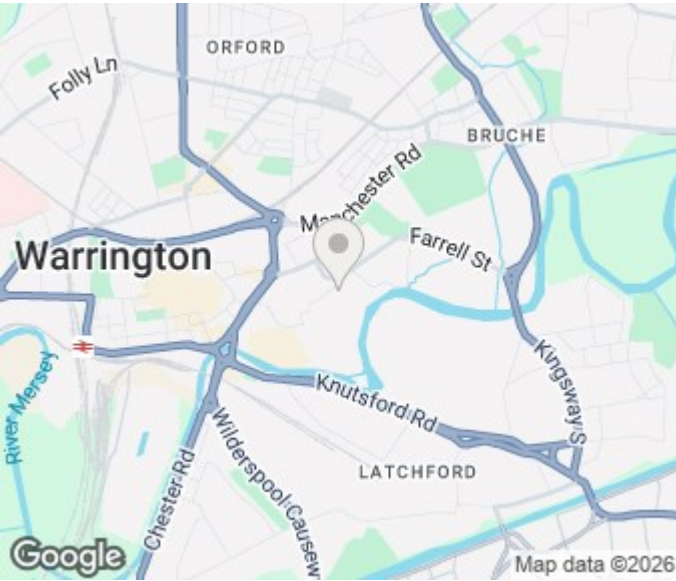 ORFORD
Folly Ln
BRUCHE
Manchester Rd
Farrell St
Warrington
River Mersey
Kingsway S
Knutsford Rd
Chester Rd
Wilderspool Causew
LATCHFORD
Google
Map data ©2026